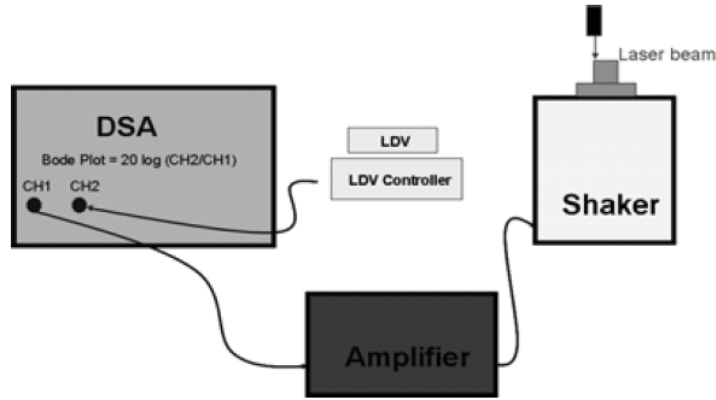 DSA
Bode Plot = 20 log (CH2/CH1)
CH1 CH2
LDV
LDV Controller
Laser beam
Shaker
Amplifier